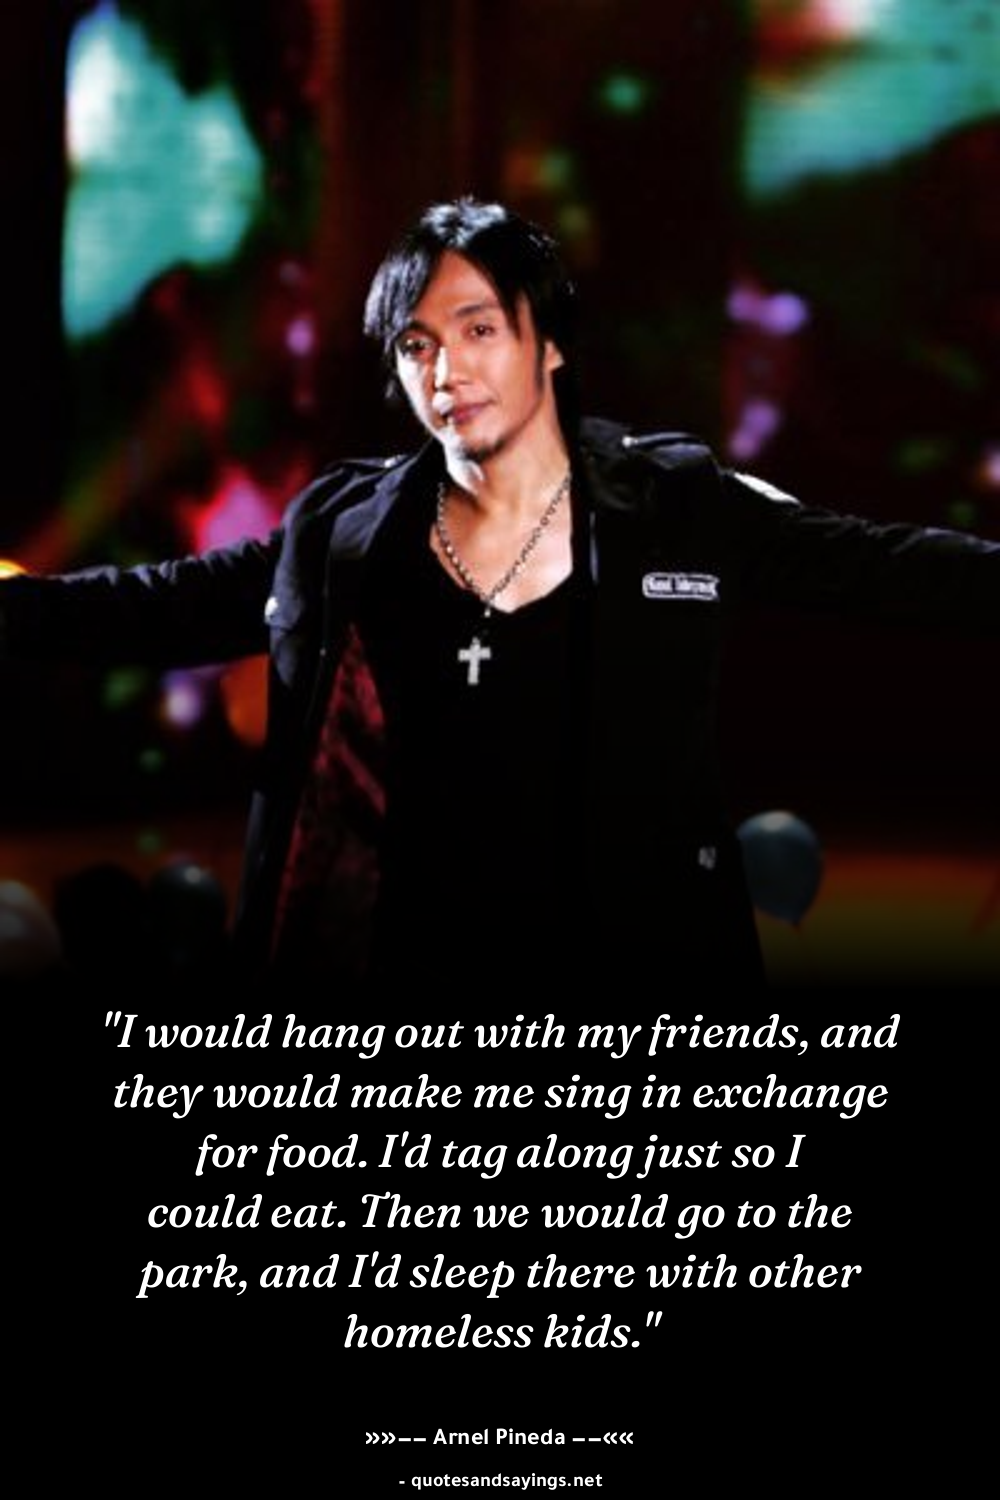 "I would hang out with my friends, and
they would make me sing in exchange
for food. I'd tag along just so I
could eat. Then we would go to the
park, and I'd sleep there with other
homeless kids."
»»–– Arnel Pineda ––««
- quotesandsayings.net